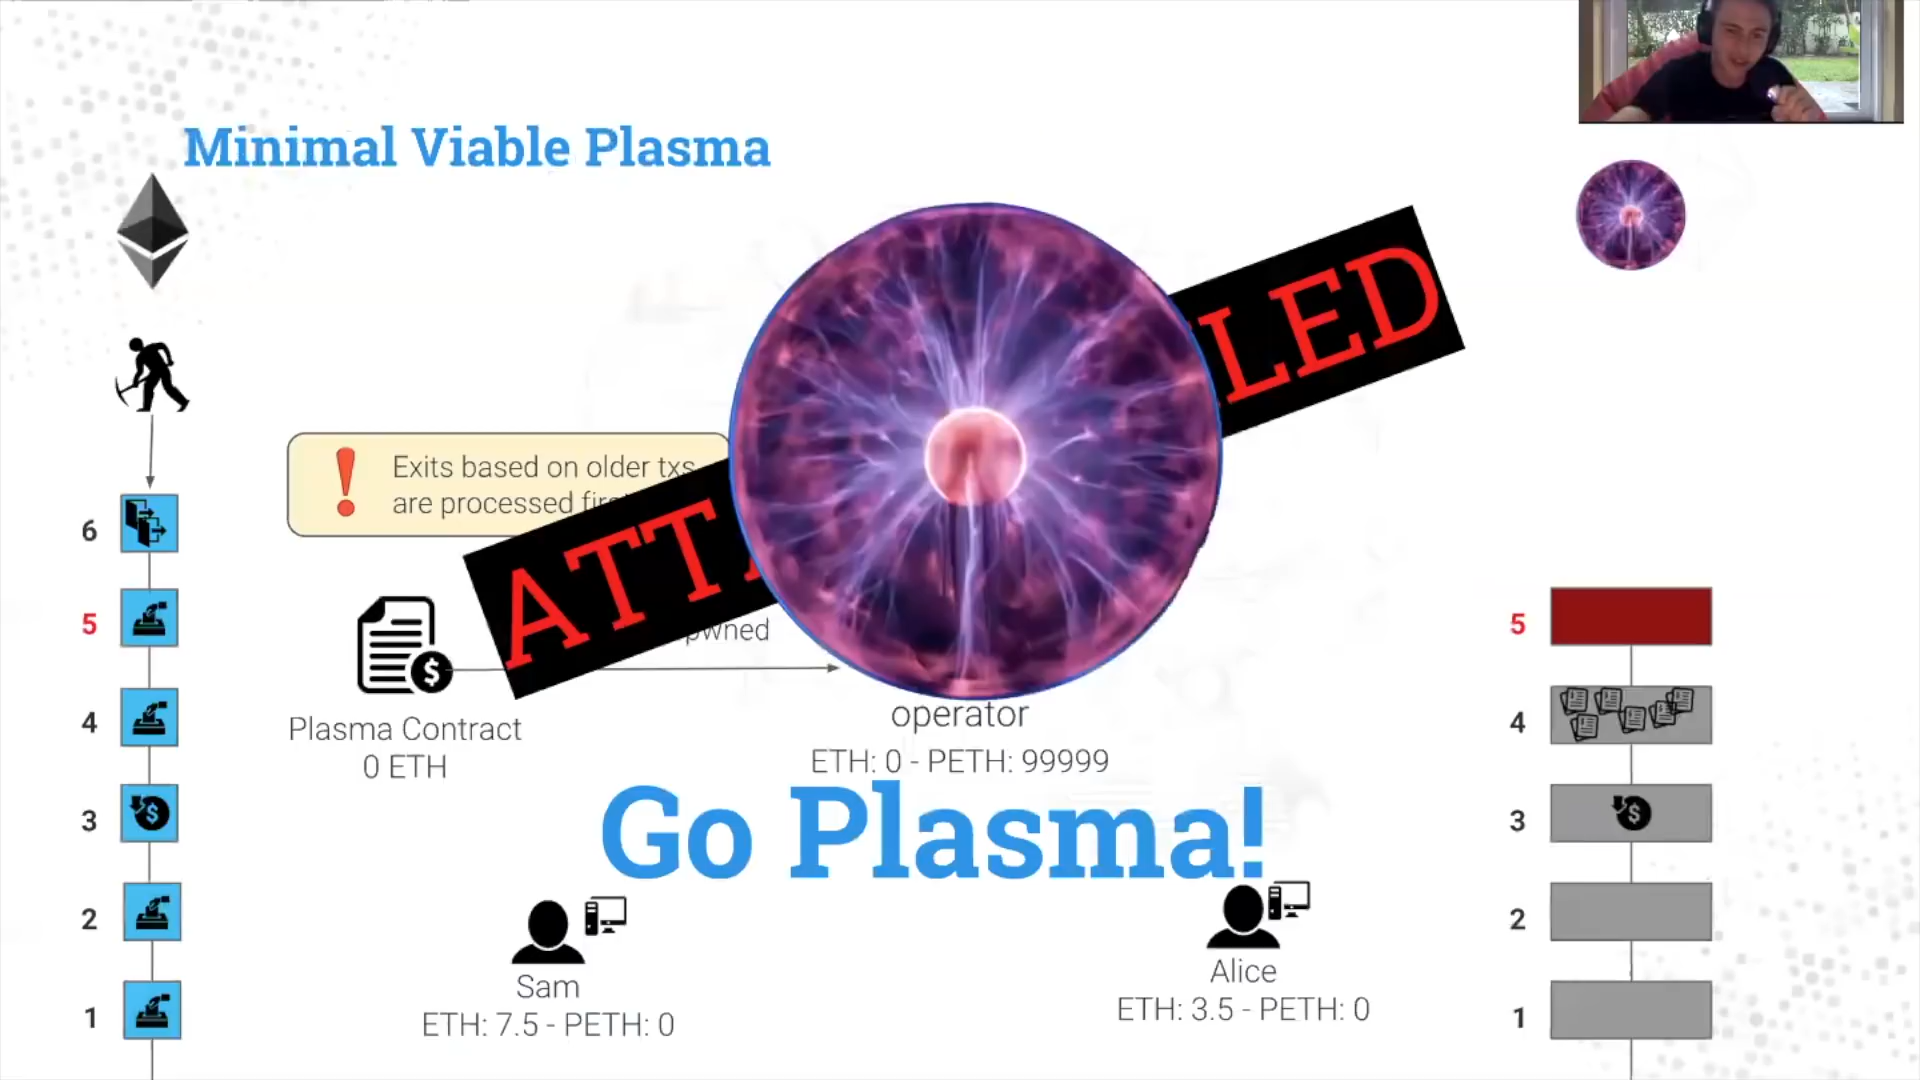 Minimal Viable Plasma
Exits based on older txs
are processed
6
5
4
3
2
1
Plasma Contract
0 ETH
operator
ETH: 0 - PETH: 99999
Go Plasma!
Sam
ETH: 7.5 - PETH: 0
Alice
ETH: 3.5 - PETH: 0
5
4
3
2
1